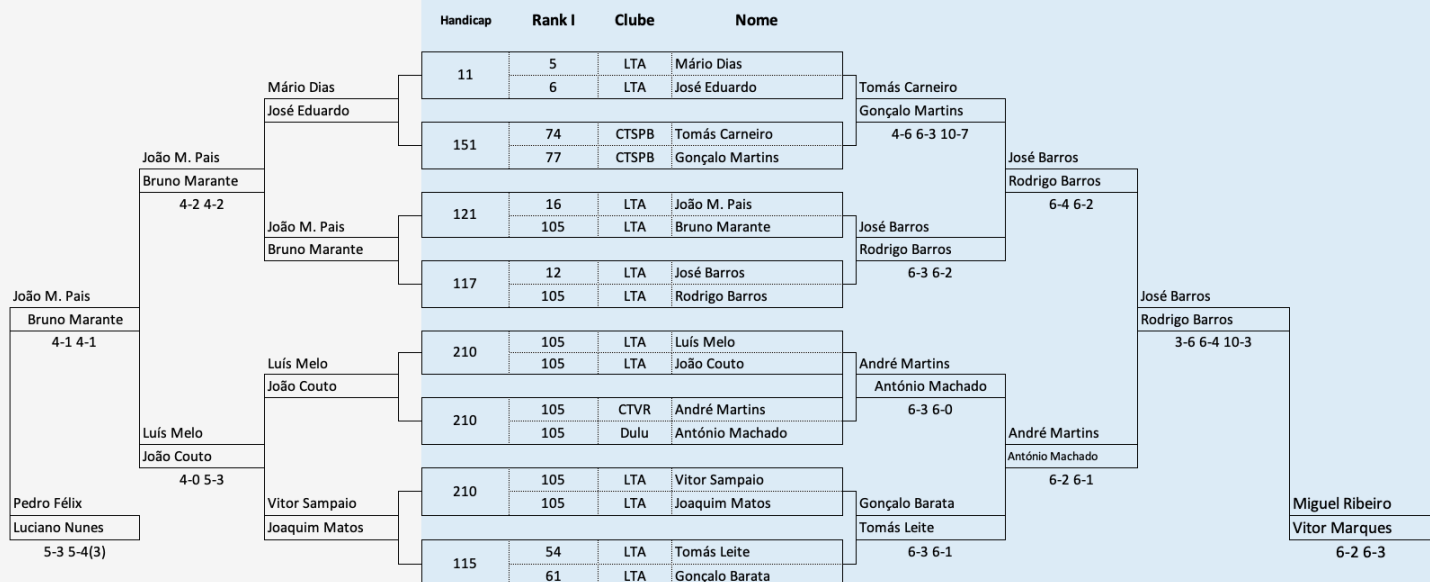 Handicap Rank I Clube Nome
5 LTA Mário Dias
11
Mário Dias 6 LTA José Eduardo Tomás Carneiro
José Eduardo Gonçalo Martins
74 CTSPB Tomás Carneiro 4-6 6-3 10-7
151
João M. Pais 77 CTSPB Gonçalo Martins José Barros
Bruno Marante Rodrigo Barros
4-2 4-2 16 LTA João M. Pais 6-4 6-2
121
João M. Pais 105 LTA Bruno Marante José Barros
Bruno Marante Rodrigo Barros
12 LTA José Barros 6-3 6-2
117
João M. Pais 105 LTA Rodrigo Barros José Barros
Bruno Marante Rodrigo Barros
4-1 4-1 105 LTA Luís Melo 3-6 6-4 10-3
210
Luís Melo 105 LTA João Couto André Martins
João Couto António Machado
105 CTVR André Martins 6-3 6-0
210
Luís Melo 105 Dulu António Machado André Martins
João Couto António Machado
4-0 5-3 105 LTA Vitor Sampaio 6-2 6-1
210
Pedro Félix Vitor Sampaio 105 LTA Joaquim Matos Gonçalo Barata Miguel Ribeiro
Luciano Nunes Joaquim Matos Tomás Leite Vitor Marques
5-3 5-4(3) 54 LTA Tomás Leite 6-3 6-1 6-2 6-3
115
61 LTA Gonçalo Barata